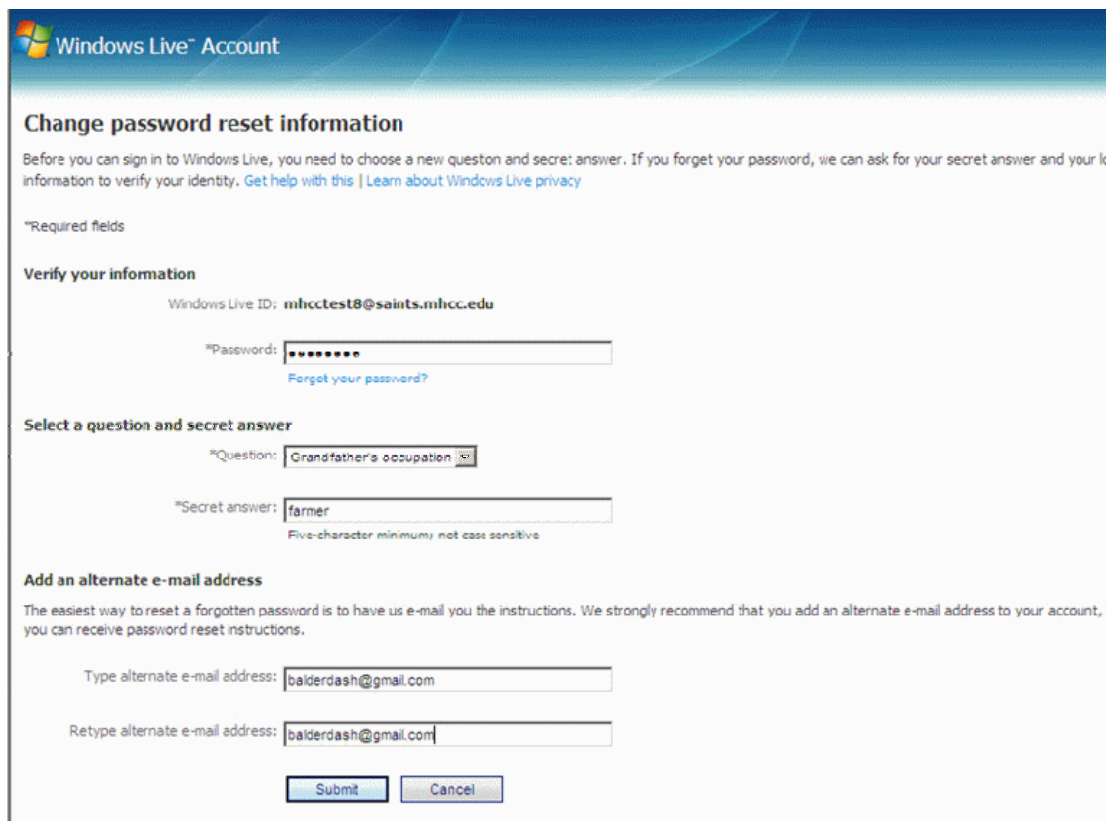 Windows Live™ Account
Change password reset information
Before you can sign in to Windows Live, you need to choose a new queston and secret answer. If you forget your password, we can ask for your secret answer and your lo
information to verify your identity. Get help with this | Learn about Windows Live privacy
*Required fields
Verify your information
Windows Live ID: mhcctest8@saints.mhcc.edu
*Password: ●●●●●●●●
Forgot your password?
Select a question and secret answer
*Question: Grandfather's occupation
*Secret answer: farmer
Five-character minimum; not case sensitive
Add an alternate e-mail address
The easiest way to reset a forgotten password is to have us e-mail you the instructions. We strongly recommend that you add an alternate e-mail address to your account,
you can receive password reset instructions.
Type alternate e-mail address: balderdash@gmail.com
Retype alternate e-mail address: balderdash@gmail.com
Submit Cancel